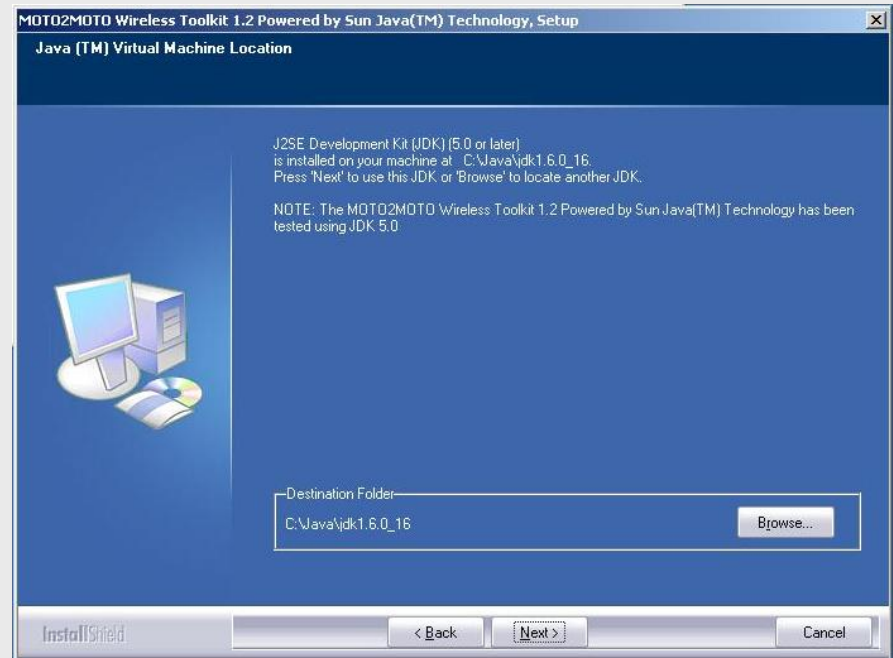 MOTO2MOTO Wireless Toolkit 1.2 Powered by Sun Java(TM) Technology, Setup
Java (TM) Virtual Machine Location
J2SE Development Kit (JDK) (5.0 or later)
is installed on your machine at C:\Java\jdk1.6.0_16.
Press 'Next' to use this JDK or 'Browse' to locate another JDK.
NOTE: The MOTO2MOTO Wireless Toolkit 1.2 Powered by Sun Java(TM) Technology has been
tested using JDK 5.0
Destination Folder
C:\Java\jdk1.6.0_16
Browse...
InstallShield
< Back
Next >
Cancel